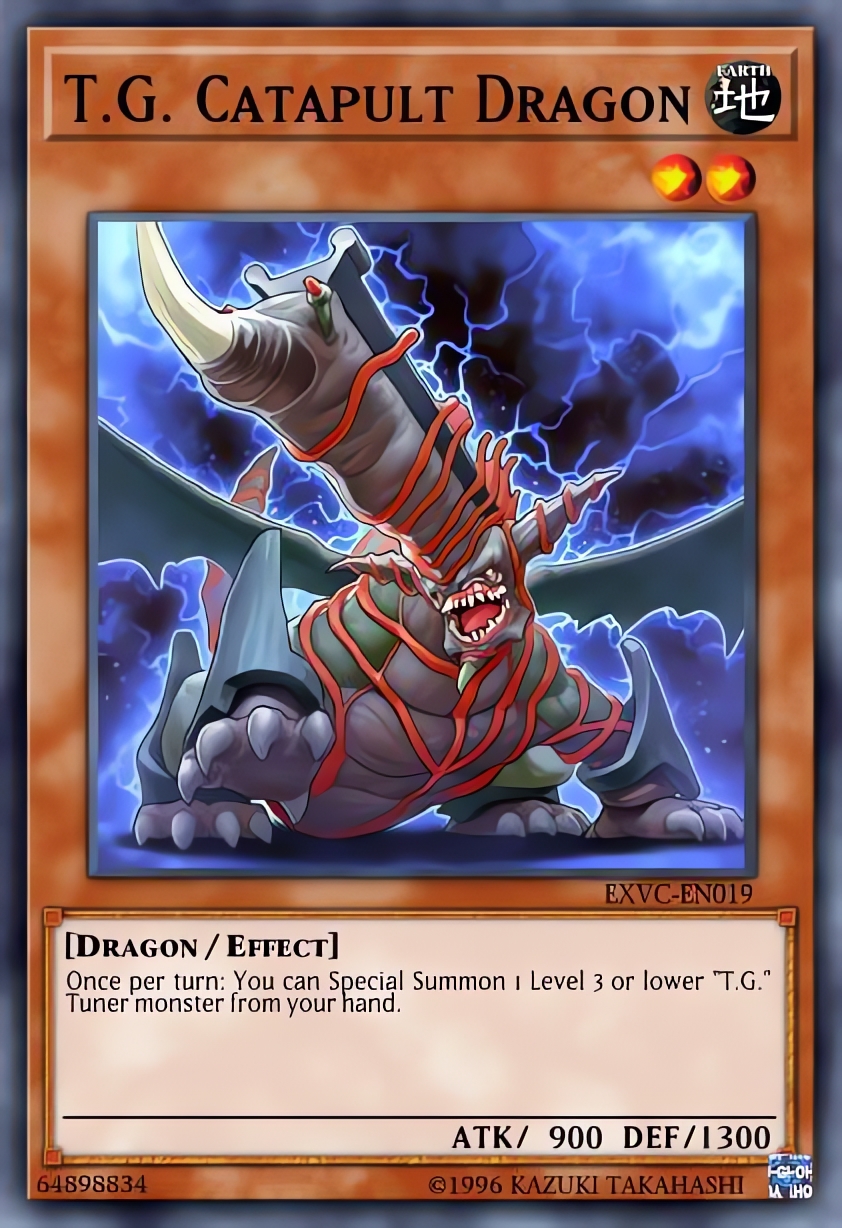 T.G. CATAPULT DRAGON
EARTH
地
EXVC-EN019
[DRAGON / EFFECT]
Once per turn: You can Special Summon 1 Level 3 or lower "T.G."
Tuner monster from your hand.
ATK/ 900 DEF/1300
64898834
©1996 KAZUKI TAKAHASHI